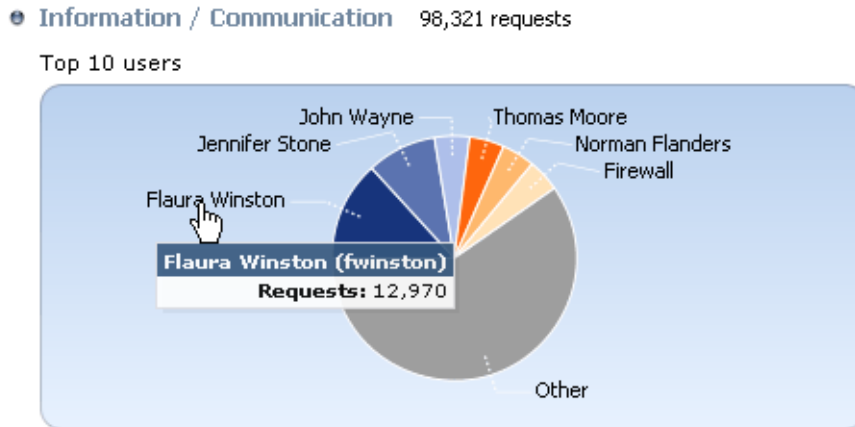 Information / Communication 98,321 requests
Top 10 users
John Wayne
Thomas Moore
Jennifer Stone
Norman Flanders
Firewall
Flaura Winston
Flaura Winston (fwinston)
Requests: 12,970
Other